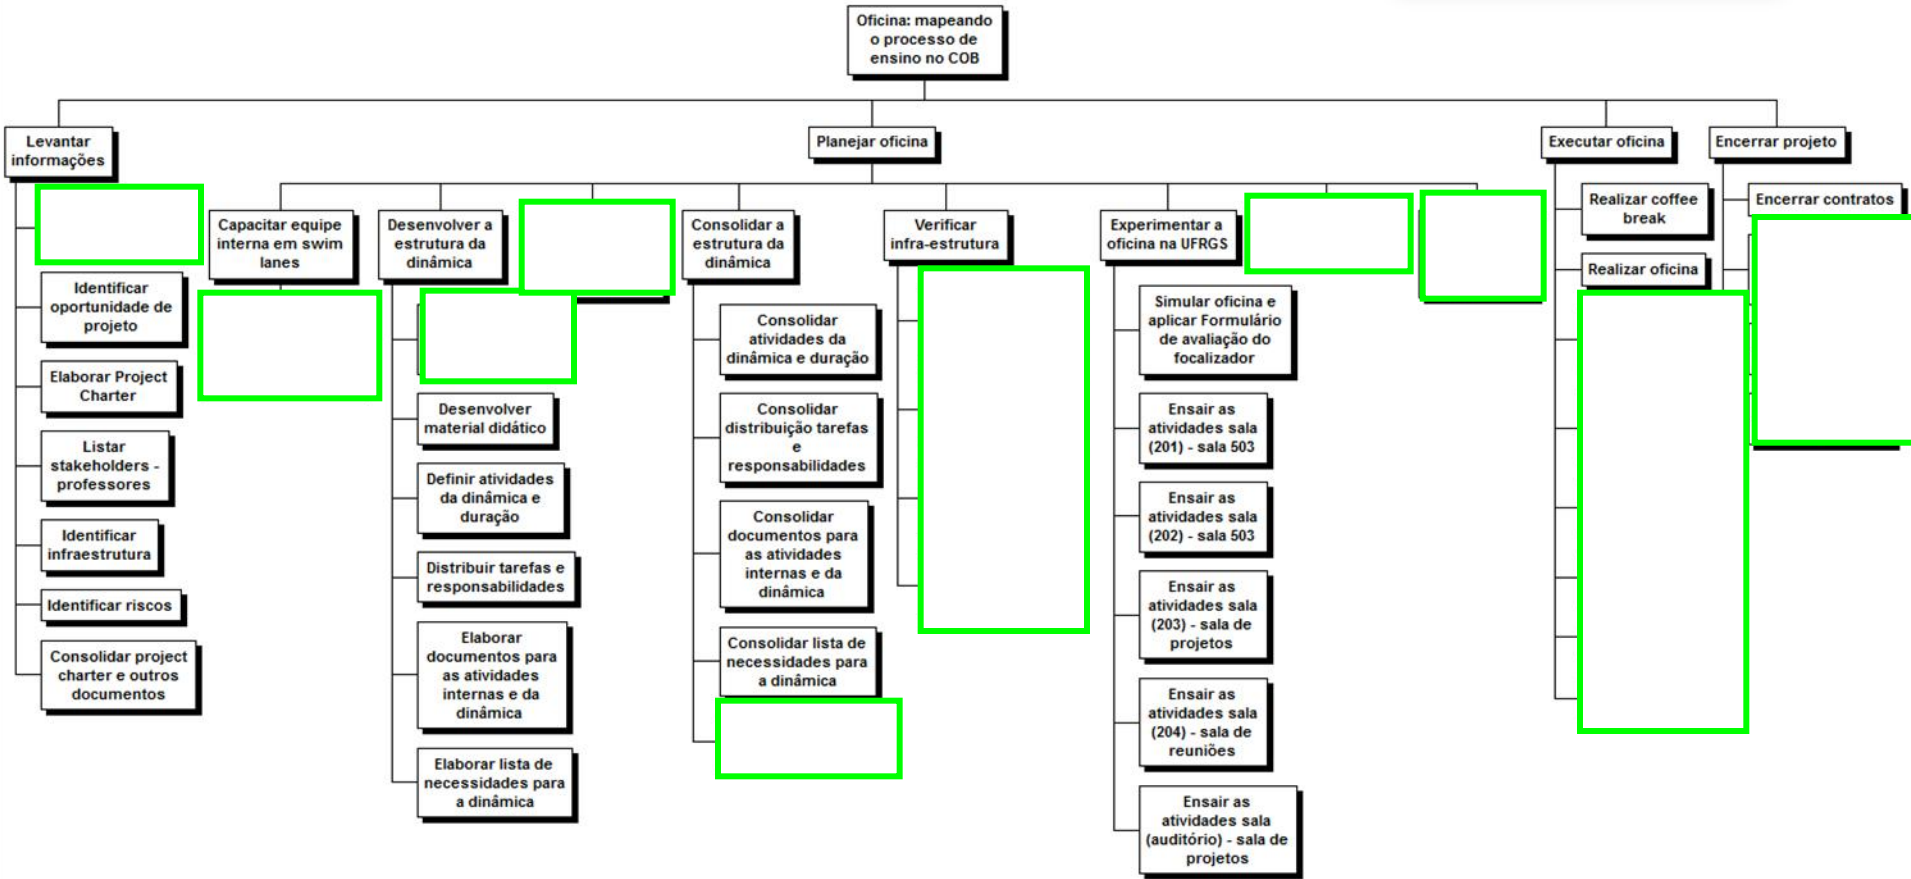 Oficina: mapeando
o processo de
ensino no COB
Levantar
informações
Identificar
oportunidade de
projeto
Elaborar Project
Charter
Listar
stakeholders -
professores
Identificar
infraestrutura
Identificar riscos
Consolidar project
charter e outros
documentos
Planejar oficina
Capacitar equipe
interna em swim
lanes
Desenvolver a
estrutura da
dinâmica
Desenvolver
material didático
Definir atividades
da dinâmica e
duração
Distribuir tarefas e
responsabilidades
Elaborar
documentos para
as atividades
internas e da
dinâmica
Elaborar lista de
necessidades para
a dinâmica
Consolidar a
estrutura da
dinâmica
Consolidar
atividades da
dinâmica e duração
Consolidar
distribuição tarefas
e
responsabilidades
Consolidar
documentos para
as atividades
internas e da
dinâmica
Consolidar lista de
necessidades para
a dinâmica
Verificar
infra-estrutura
Experimentar a
oficina na UFRGS
Simular oficina e
aplicar Formulário
de avaliação do
focalizador
Ensair as
atividades sala
(201) - sala 503
Ensair as
atividades sala
(202) - sala 503
Ensair as
atividades sala
(203) - sala de
projetos
Ensair as
atividades sala
(204) - sala de
reuniões
Ensair as
atividades sala
(auditório) - sala de
projetos
Executar oficina
Realizar coffee
break
Realizar oficina
Encerrar projeto
Encerrar contratos